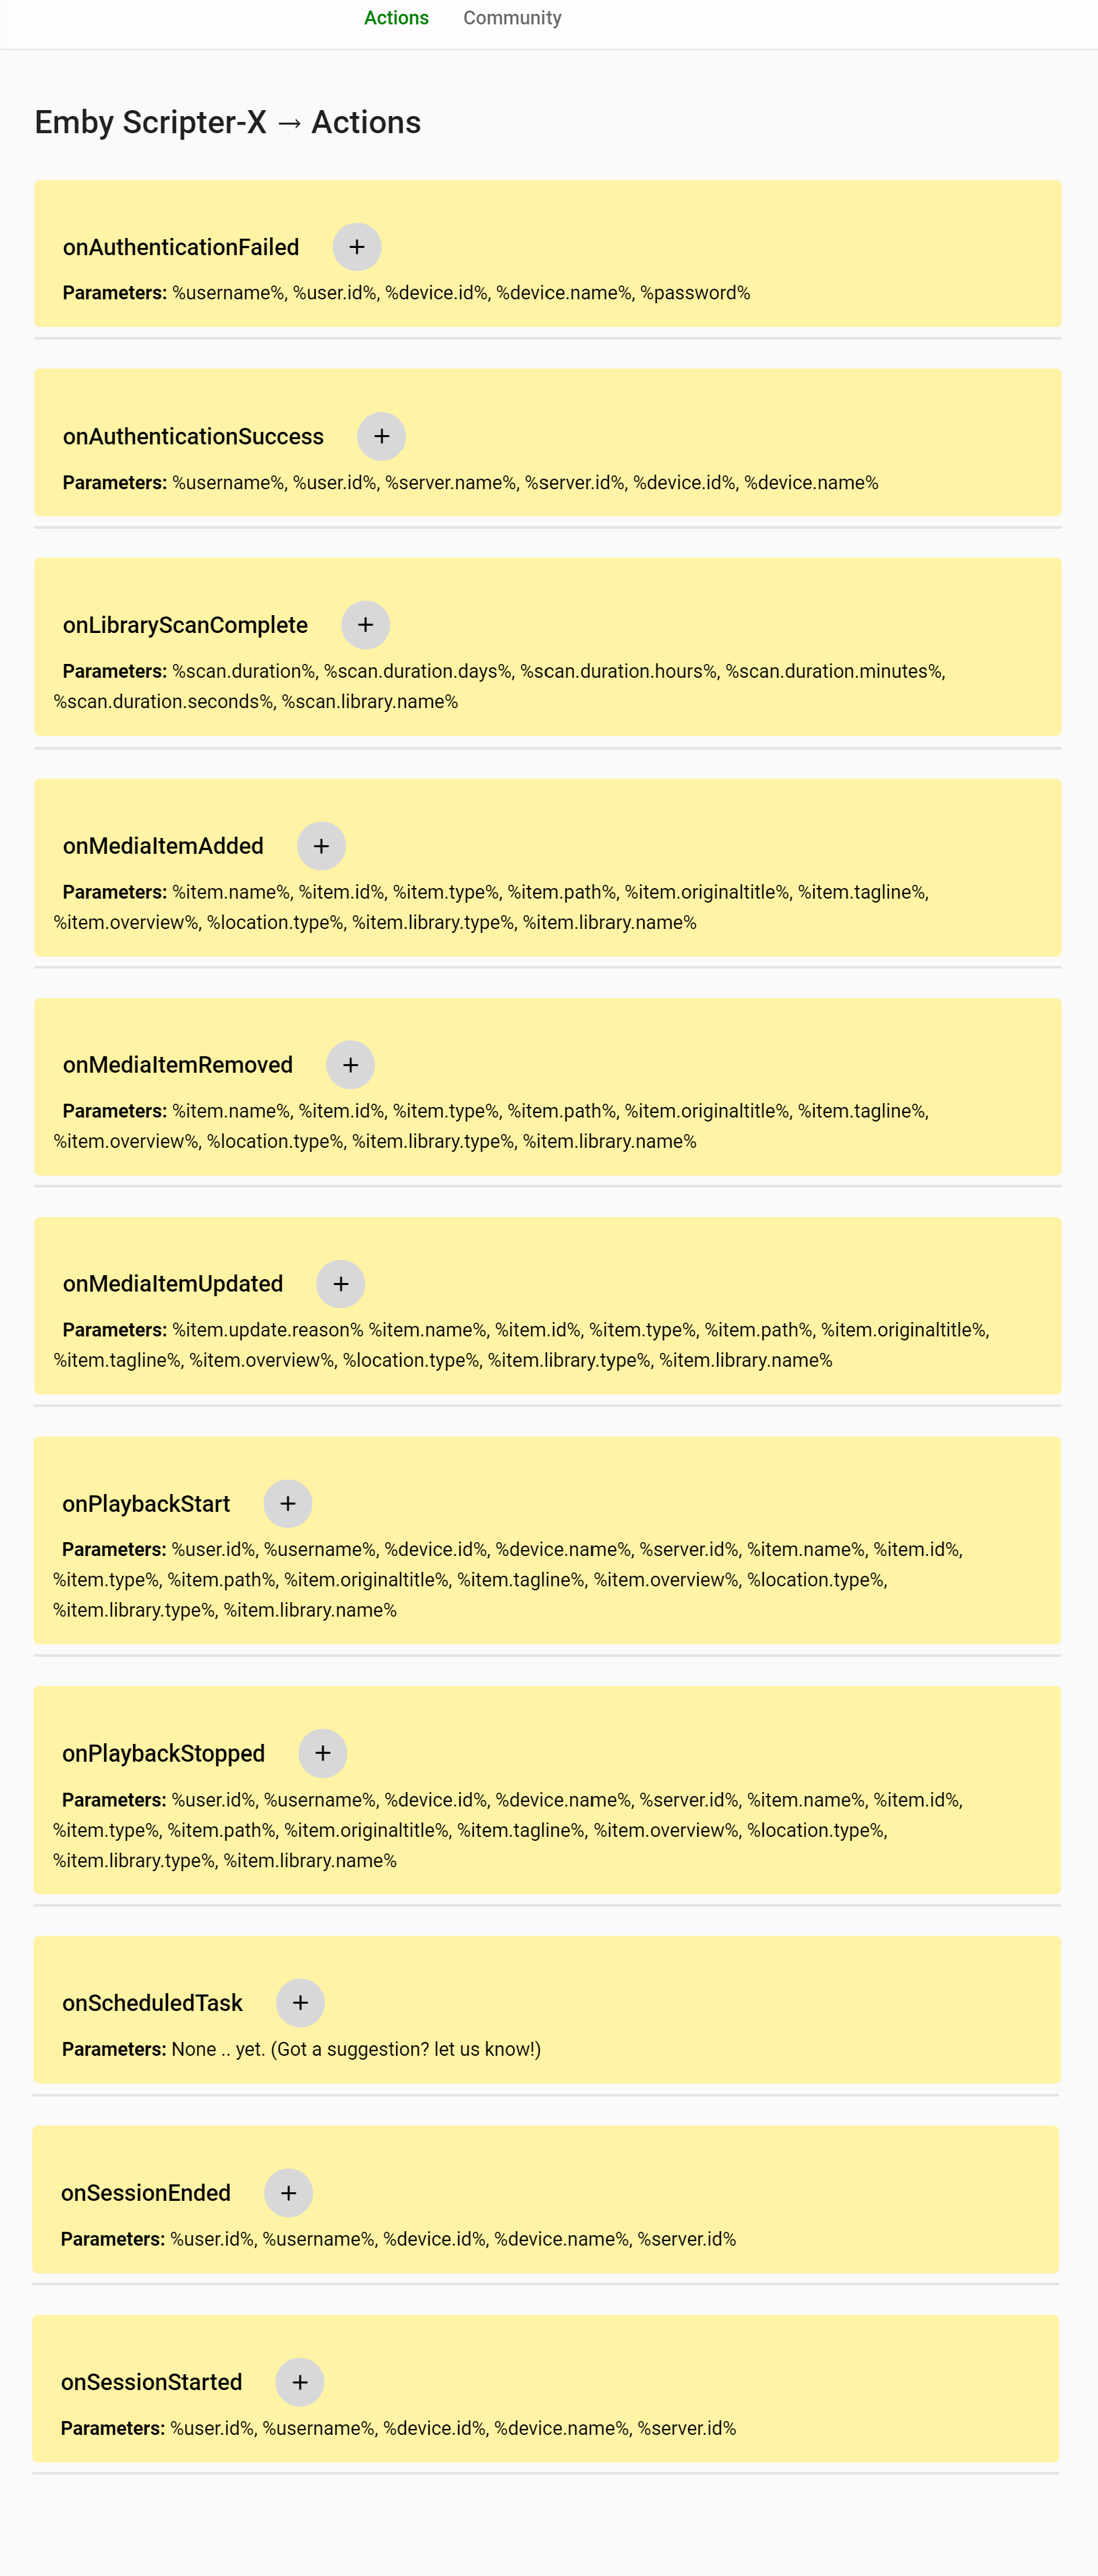 Actions Community
Emby Scripter-X → Actions
onAuthenticationFailed +
Parameters: %username%, %user.id%, %device.id%, %device.name%, %password%
onAuthenticationSuccess +
Parameters: %username%, %user.id%, %server.name%, %server.id%, %device.id%, %device.name%
onLibraryScanComplete +
Parameters: %scan.duration%, %scan.duration.days%, %scan.duration.hours%, %scan.duration.minutes%,
%scan.duration.seconds%, %scan.library.name%
onMediaItemAdded +
Parameters: %item.name%, %item.id%, %item.type%, %item.path%, %item.originaltitle%, %item.tagline%,
%item.overview%, %location.type%, %item.library.type%, %item.library.name%
onMediaItemRemoved +
Parameters: %item.name%, %item.id%, %item.type%, %item.path%, %item.originaltitle%, %item.tagline%,
%item.overview%, %location.type%, %item.library.type%, %item.library.name%
onMediaItemUpdated +
Parameters: %item.update.reason% %item.name%, %item.id%, %item.type%, %item.path%, %item.originaltitle%,
%item.tagline%, %item.overview%, %location.type%, %item.library.type%, %item.library.name%
onPlaybackStart +
Parameters: %user.id%, %username%, %device.id%, %device.name%, %server.id%, %item.name%, %item.id%,
%item.type%, %item.path%, %item.originaltitle%, %item.tagline%, %item.overview%, %location.type%,
%item.library.type%, %item.library.name%
onPlaybackStopped +
Parameters: %user.id%, %username%, %device.id%, %device.name%, %server.id%, %item.name%, %item.id%,
%item.type%, %item.path%, %item.originaltitle%, %item.tagline%, %item.overview%, %location.type%,
%item.library.type%, %item.library.name%
onScheduledTask +
Parameters: None .. yet. (Got a suggestion? let us know!)
onSessionEnded +
Parameters: %user.id%, %username%, %device.id%, %device.name%, %server.id%
onSessionStarted +
Parameters: %user.id%, %username%, %device.id%, %device.name%, %server.id%